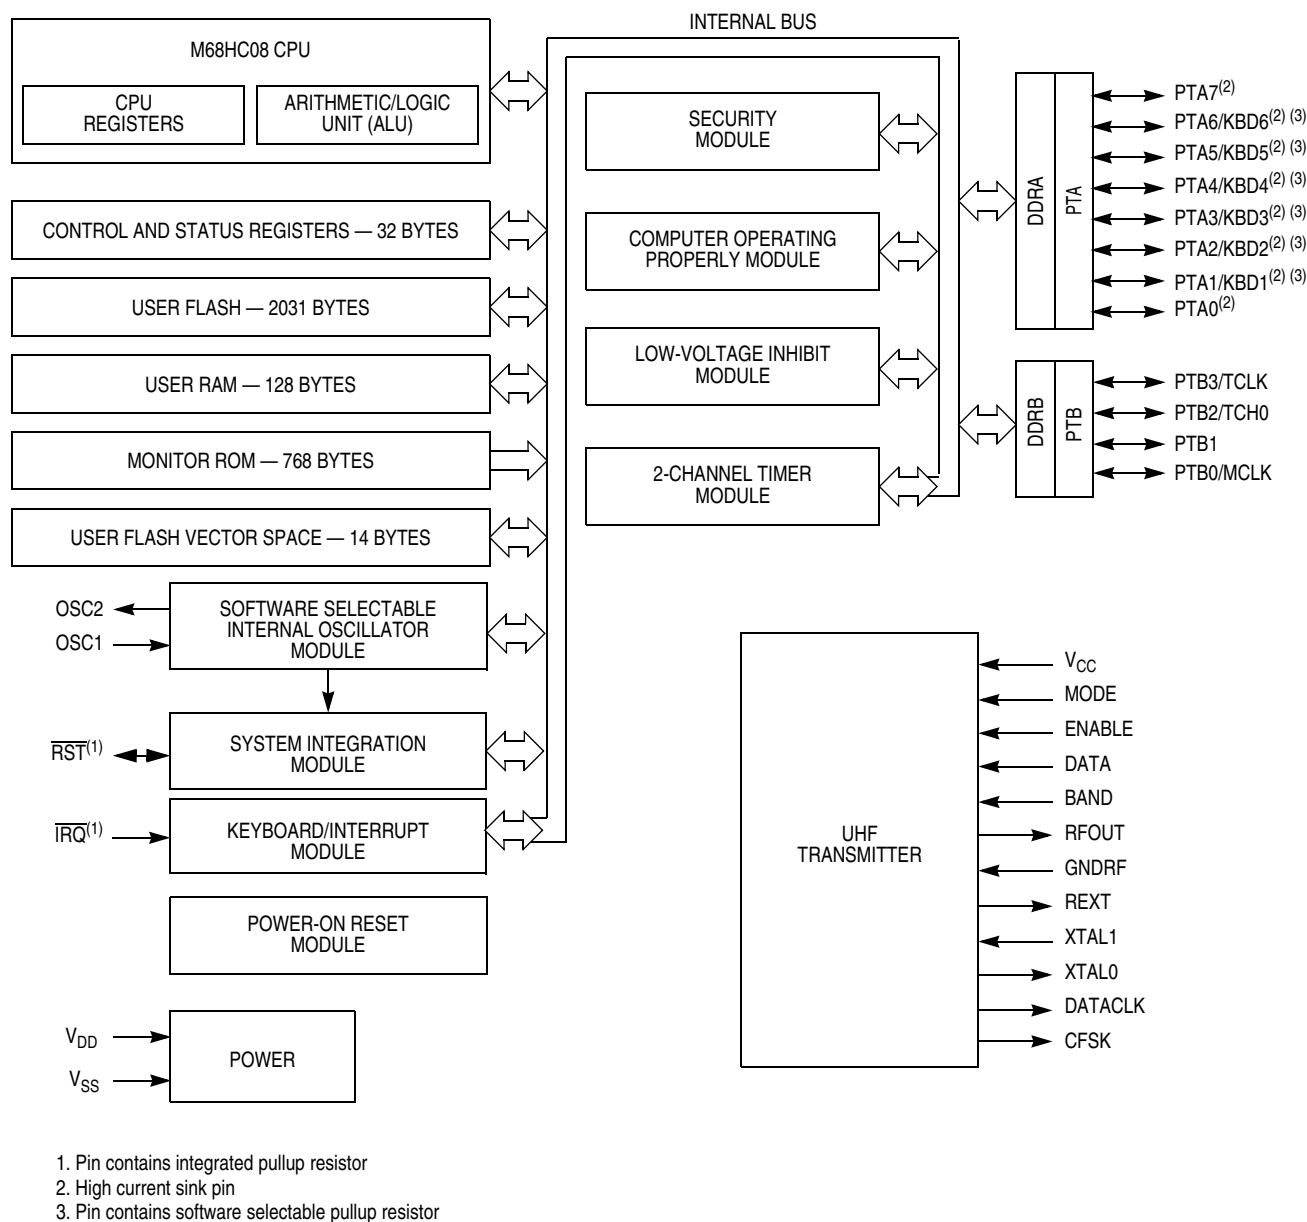 INTERNAL BUS
M68HC08 CPU
CPU
REGISTERS
ARITHMETIC/LOGIC
UNIT (ALU)
CONTROL AND STATUS REGISTERS — 32 BYTES
USER FLASH — 2031 BYTES
USER RAM — 128 BYTES
MONITOR ROM — 768 BYTES
USER FLASH VECTOR SPACE — 14 BYTES
OSC2
OSC1
SOFTWARE SELECTABLE
INTERNAL OSCILLATOR
MODULE
RST(1)
SYSTEM INTEGRATION
MODULE
IRQ(1)
KEYBOARD/INTERRUPT
MODULE
POWER-ON RESET
MODULE
VDD
VSS
POWER
SECURITY
MODULE
COMPUTER OPERATING
PROPERLY MODULE
LOW-VOLTAGE INHIBIT
MODULE
2-CHANNEL TIMER
MODULE
DDRA
PTA
PTA7(2)
PTA6/KBD6(2) (3)
PTA5/KBD5(2) (3)
PTA4/KBD4(2) (3)
PTA3/KBD3(2) (3)
PTA2/KBD2(2) (3)
PTA1/KBD1(2) (3)
PTA0(2)
DDRB
PTB
PTB3/TCLK
PTB2/TCH0
PTB1
PTB0/MCLK
UHF
TRANSMITTER
VCC
MODE
ENABLE
DATA
BAND
RFOUT
GNDRF
REXT
XTAL1
XTAL0
DATACLK
CFSK
1. Pin contains integrated pullup resistor
2. High current sink pin
3. Pin contains software selectable pullup resistor